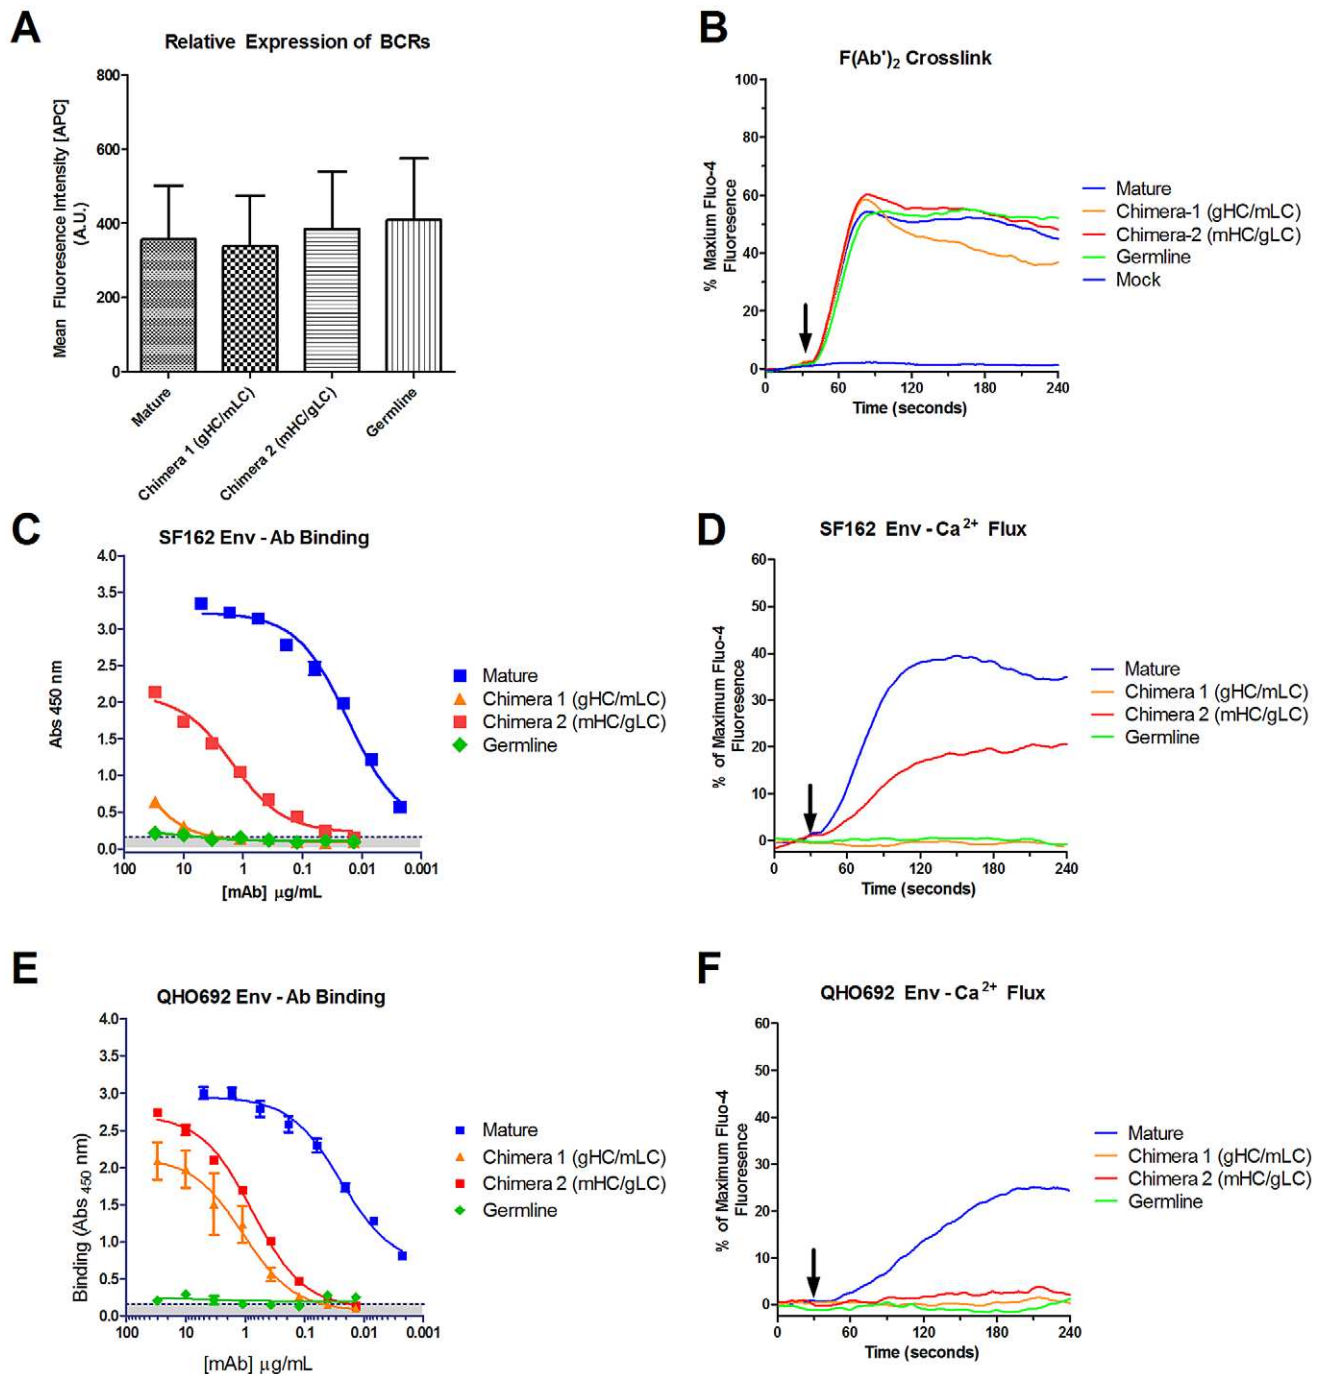 A
Relative Expression of BCRs
Mean Fluorescence Intensity [APC]
(A.U.)
800
600
400
200
0
Mature
Chimera 1 (gHC/mLC)
Chimera 2 (mHC/gLC)
Germline
B
F(Ab')₂ Crosslink
% Maxium Fluo-4
Fluoresence
100
80
60
40
20
0
0 60 120 180 240
Time (seconds)
Mature
Chimera-1 (gHC/mLC)
Chimera-2 (mHC/gLC)
Germline
Mock
C
SF162 Env - Ab Binding
Abs 450 nm
4.0
3.5
3.0
2.5
2.0
1.5
1.0
0.5
0.0
100 10 1 0.1 0.01 0.001
[mAb] μg/mL
Mature
Chimera 1 (gHC/mLC)
Chimera 2 (mHC/gLC)
Germline
D
SF162 Env - Ca²⁺ Flux
% of Maximum Fluo-4
Fluorescence
60
50
40
30
20
10
0
0 60 120 180 240
Time (seconds)
Mature
Chimera 1 (gHC/mLC)
Chimera 2 (mHC/gLC)
Germline
E
QHO692 Env - Ab Binding
Binding (Abs ₄₅₀ nm)
4.0
3.5
3.0
2.5
2.0
1.5
1.0
0.5
0.0
100 10 1 0.1 0.01 0.001
[mAb] μg/mL
Mature
Chimera 1 (gHC/mLC)
Chimera 2 (mHC/gLC)
Germline
F
QHO692 Env - Ca²⁺ Flux
% of Maximum Fluo-4
Fluorescence
60
50
40
30
20
10
0
0 60 120 180 240
Time (seconds)
Mature
Chimera 1 (gHC/mLC)
Chimera 2 (mHC/gLC)
Germline